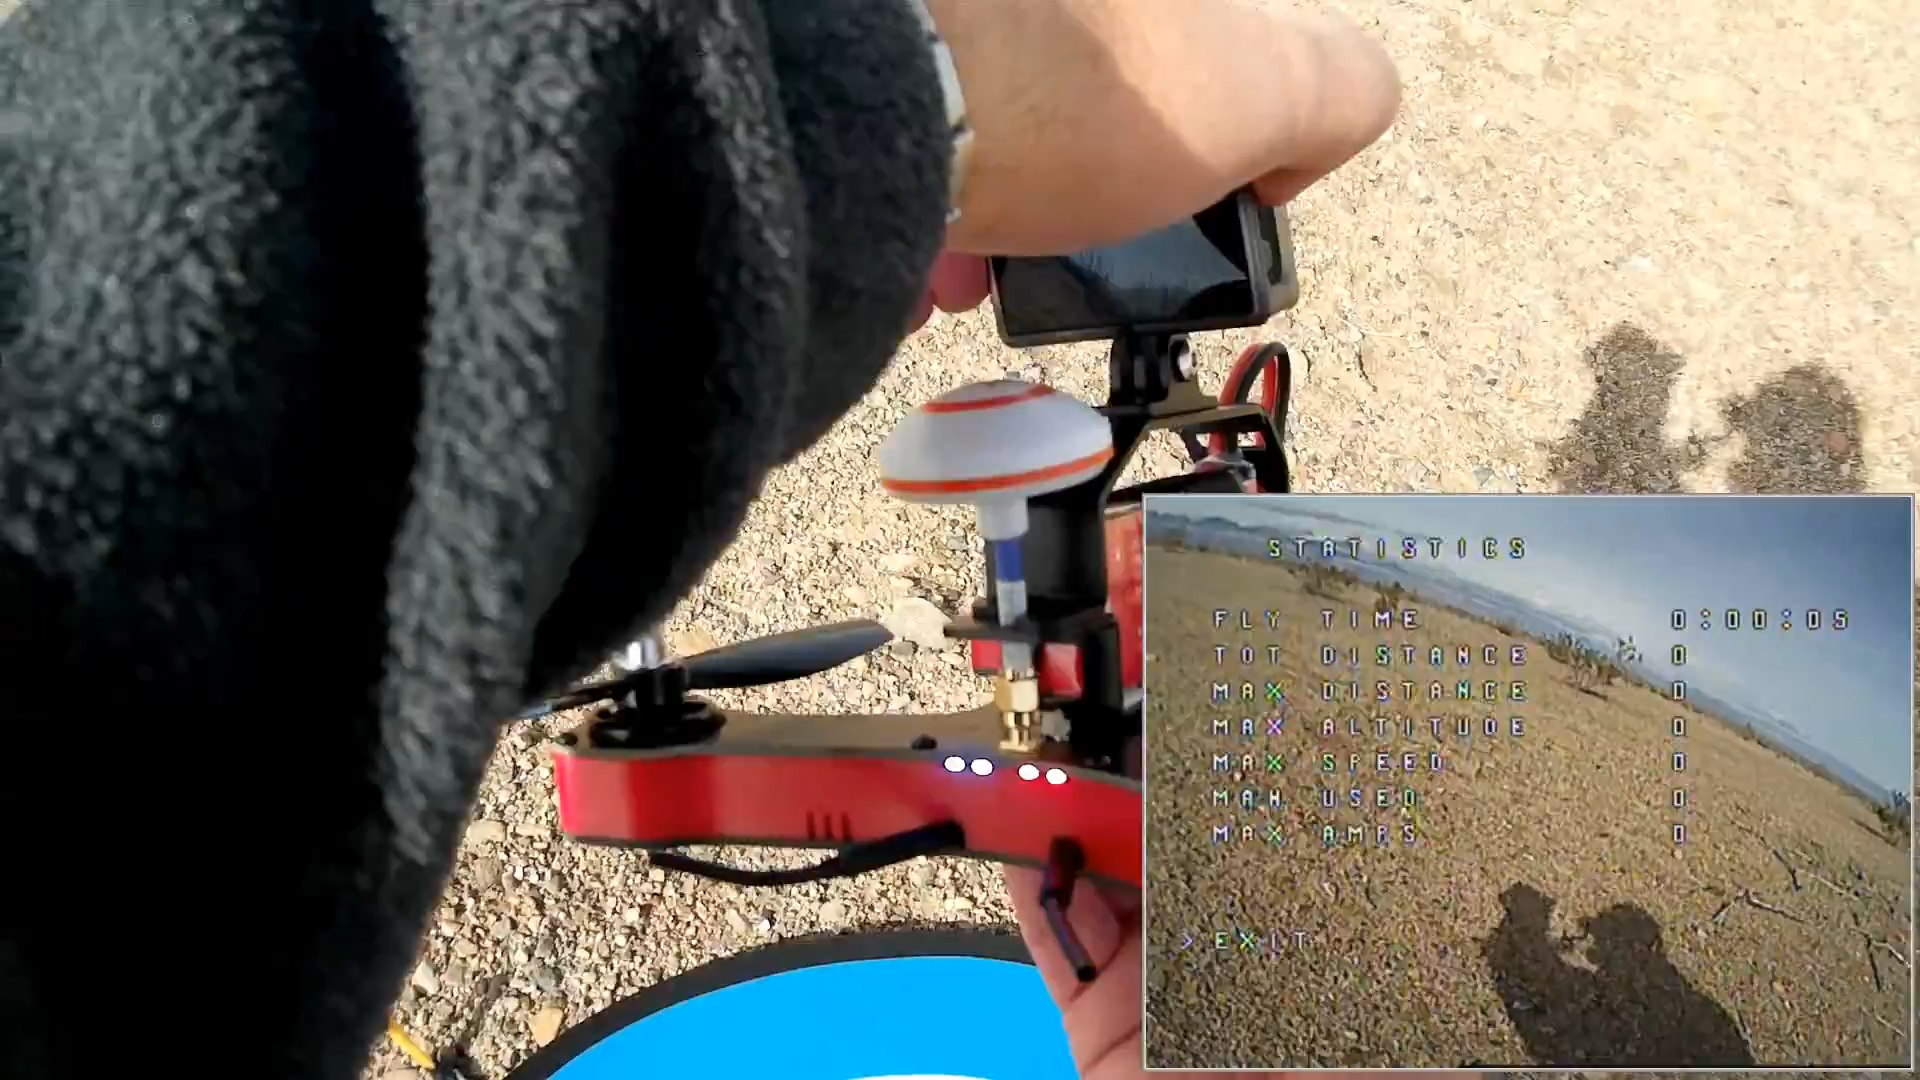 STATISTICS
FLY TIME 0:00:05
TOT DISTANCE 0
MAX DISTANCE 0
MAX ALTITUDE 0
MAX SPEED 0
MAH USED 0
MAX AMPS 0
> EXIT